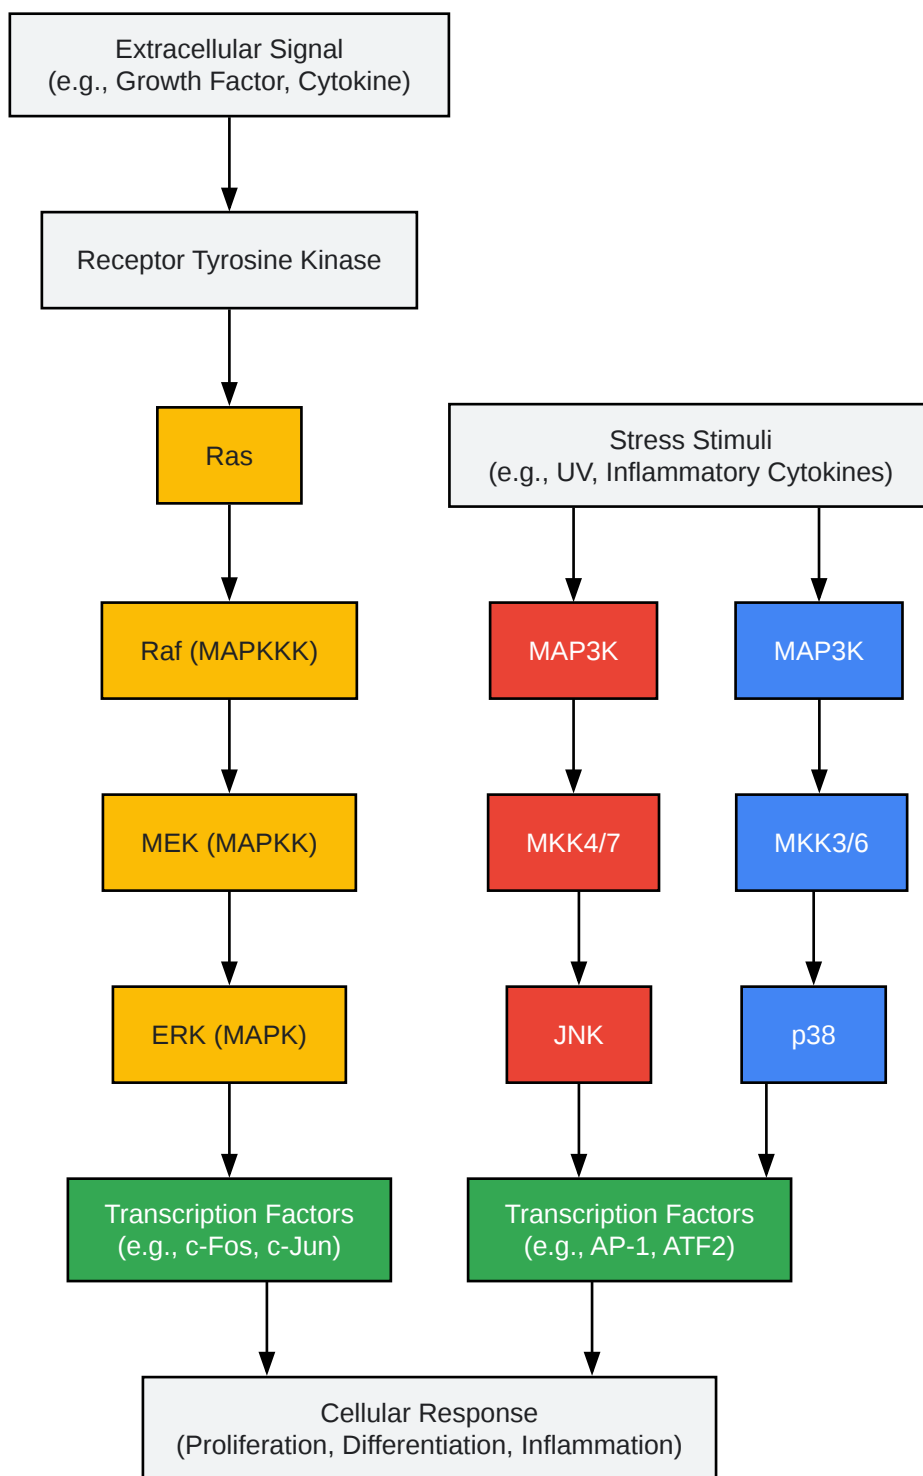 Extracellular Signal
(e.g., Growth Factor, Cytokine)
Receptor Tyrosine Kinase
Ras
Stress Stimuli
(e.g., UV, Inflammatory Cytokines)
Raf (MAPKKK)
MAP3K
MAP3K
MEK (MAPKK)
MKK4/7
MKK3/6
ERK (MAPK)
JNK
p38
Transcription Factors
(e.g., c-Fos, c-Jun)
Transcription Factors
(e.g., AP-1, ATF2)
Cellular Response
(Proliferation, Differentiation, Inflammation)